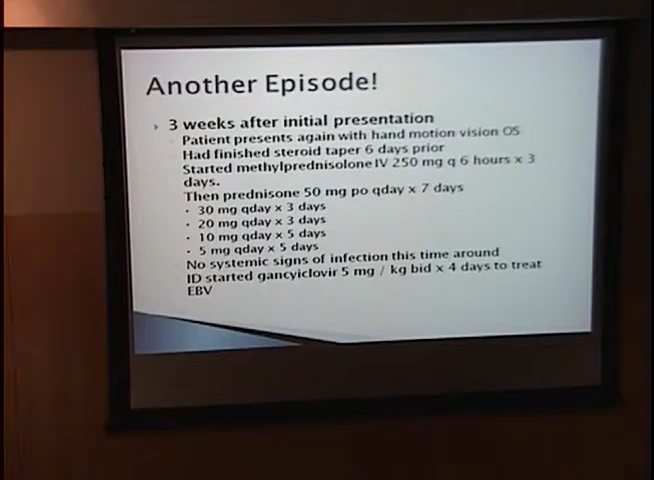 Another Episode!
3 weeks after initial presentation
Patient presents again with hand motion vision OS
Had finished steroid taper 6 days prior
Started methylprednisolone IV 250 mg q 6 hours x 3
days.
Then prednisone 50 mg po qday x 7 days
• 30 mg qday x 3 days
• 20 mg qday x 3 days
• 10 mg qday x 5 days
• 5 mg qday x 5 days
No systemic signs of infection this time around
ID started gancyiclovir 5 mg / kg bid x 4 days to treat
EBV